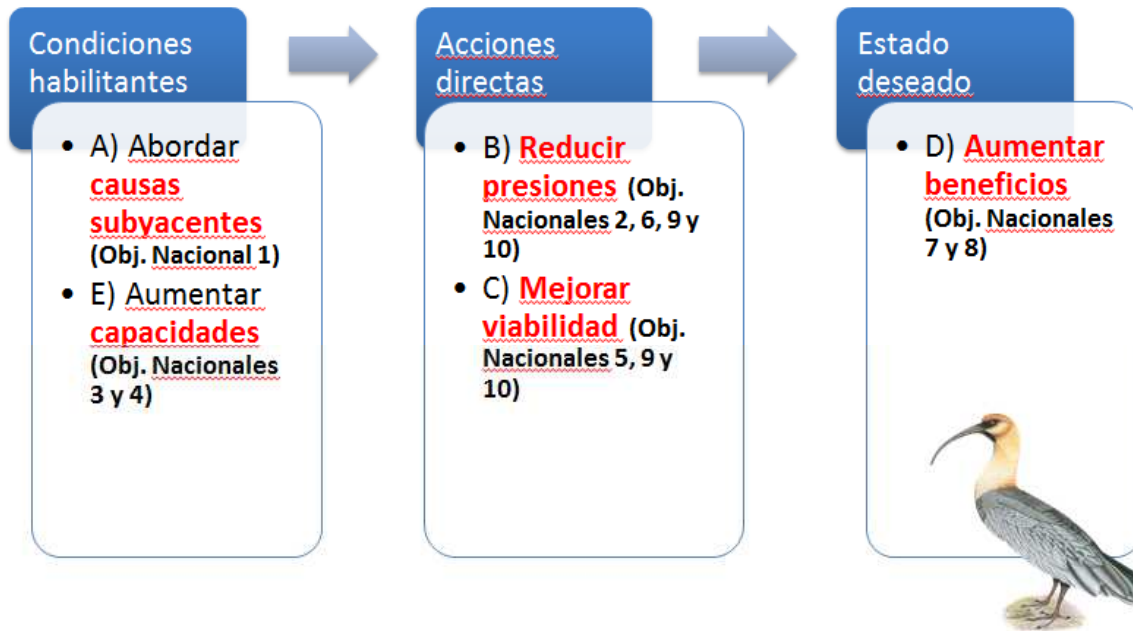 Condiciones
habilitantes
• A) Abordar
causas
subyacentes
(Obj. Nacional 1)
• E) Aumentar
capacidades
(Obj. Nacionales
3 y 4)
Acciones
directas
• B) Reducir
presiones (Obj.
Nacionales 2, 6, 9 y
10)
• C) Mejorar
viabilidad (Obj.
Nacionales 5, 9 y
10)
Estado
deseado
• D) Aumentar
beneficios
(Obj. Nacionales
7 y 8)